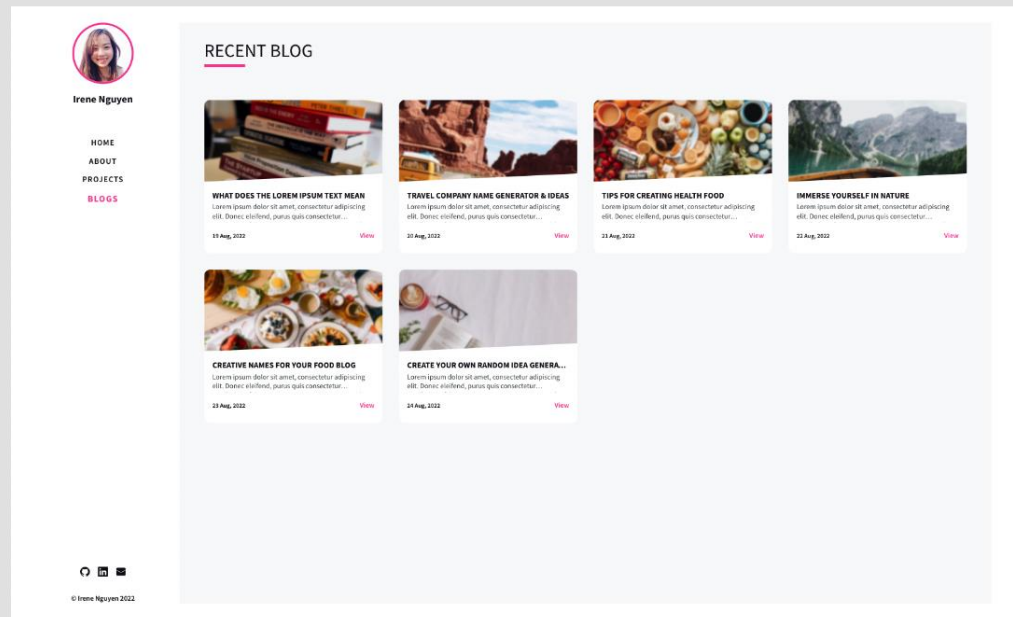 Irene Nguyen
HOME
ABOUT
PROJECTS
BLOGS
© Irene Nguyen 2022
RECENT BLOG
WHAT DOES THE LOREM IPSUM TEXT MEAN
Lorem ipsum dolor sit amet, consectetur adipiscing
elit. Donec eleifend, purus quis consectetur...
19 Aug, 2022
View
TRAVEL COMPANY NAME GENERATOR & IDEAS
Lorem ipsum dolor sit amet, consectetur adipiscing
elit. Donec eleifend, purus quis consectetur...
20 Aug, 2022
View
TIPS FOR CREATING HEALTH FOOD
Lorem ipsum dolor sit amet, consectetur adipiscing
elit. Donec eleifend, purus quis consectetur...
21 Aug, 2022
View
IMMERSE YOURSELF IN NATURE
Lorem ipsum dolor sit amet, consectetur adipiscing
elit. Donec eleifend, purus quis consectetur...
22 Aug, 2022
View
CREATIVE NAMES FOR YOUR FOOD BLOG
Lorem ipsum dolor sit amet, consectetur adipiscing
elit. Donec eleifend, purus quis consectetur...
23 Aug, 2022
View
CREATE YOUR OWN RANDOM IDEA GENERA...
Lorem ipsum dolor sit amet, consectetur adipiscing
elit. Donec eleifend, purus quis consectetur...
24 Aug, 2022
View